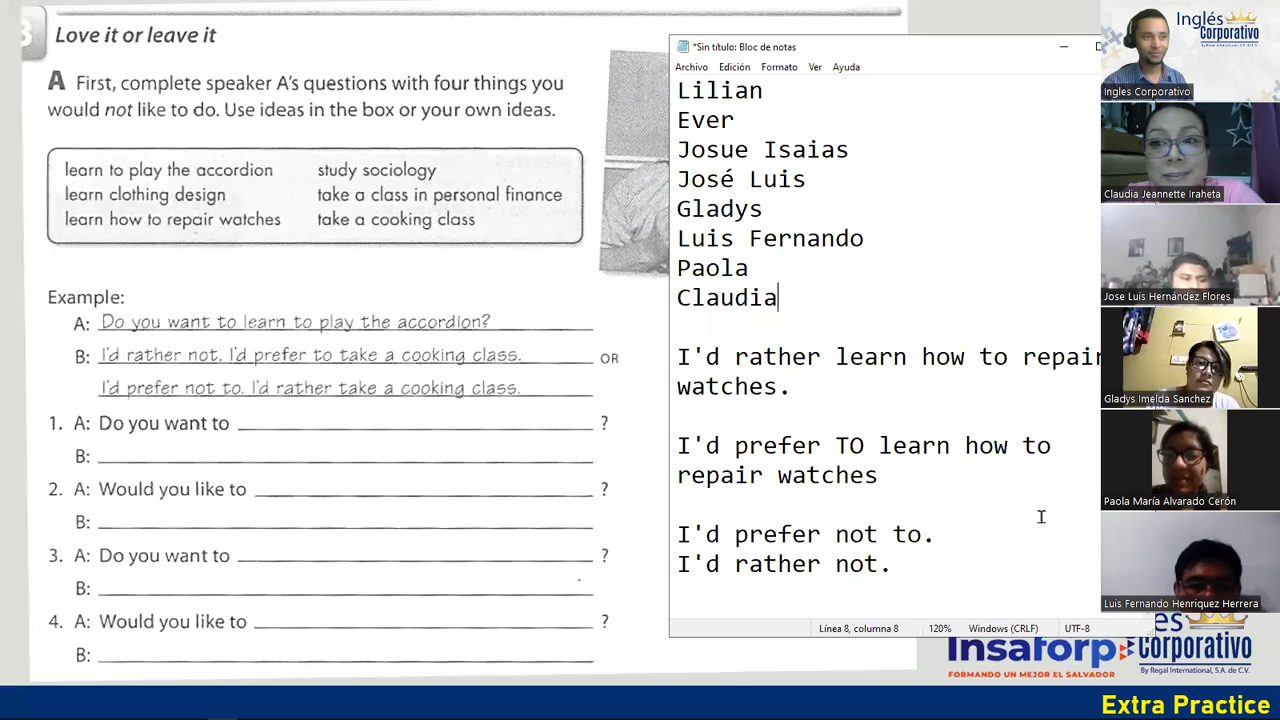 3 Love it or leave it
A First, complete speaker A's questions with four things you
would not like to do. Use ideas in the box or your own ideas.
learn to play the accordion study sociology
learn clothing design take a class in personal finance
learn how to repair watches take a cooking class
Example:
A: Do you want to learn to play the accordion?
B: I'd rather not. I'd prefer to take a cooking class. OR
I'd prefer not to. I'd rather take a cooking class.
1. A: Do you want to ?
B:
2. A: Would you like to ?
B:
3. A: Do you want to ?
B:
4. A: Would you like to ?
B:
*Sin título: Bloc de notas
Archivo Edición Formato Ver Ayuda
Lilian
Ever
Josue Isaias
José Luis
Gladys
Luis Fernando
Paola
Claudia
I'd rather learn how to repair
watches.
I'd prefer TO learn how to
repair watches
I'd prefer not to.
I'd rather not.
Línea 8, columna 8 120% Windows (CRLF) UTF-8
Inglés
Corporativo
By Regal International, S.A. de C.V.
Ingles Corporativo
Claudia Jeannette Iraheta
Jose Luis Hernández Flores
Gladys Imelda Sanchez
Paola María Alvarado Cerón
Luis Fernando Henriquez Herrera
Insaforp
FORMANDO UN MEJOR EL SALVADOR
Corporativo
By Regal International, S.A. de C.V.
Extra Practice